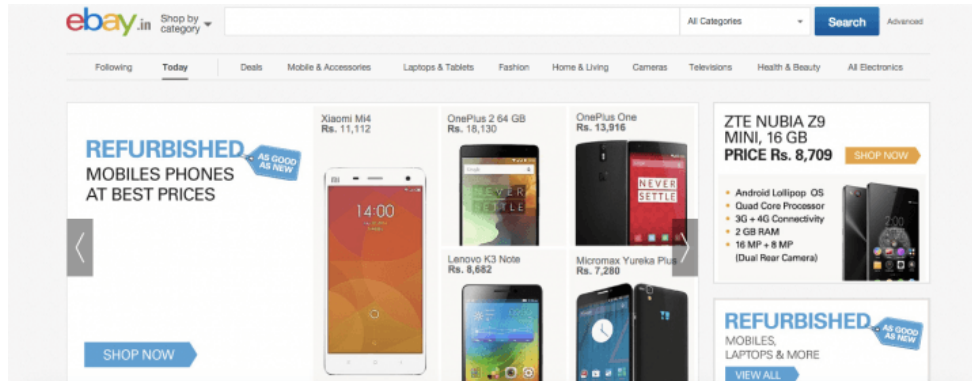 ebay.in
Shop by
category
All Categories
Search
Advanced
Following
Today
Deals
Mobile & Accessories
Laptops & Tablets
Fashion
Home & Living
Cameras
Televisions
Health & Beauty
All Electronics
REFURBISHED
AS GOOD
AS NEW
MOBILES PHONES
AT BEST PRICES
SHOP NOW
Xiaomi Mi4
Rs. 11,112
14:00
OnePlus 2 64 GB
Rs. 18,130
NEVER
SETTLE
OnePlus One
Rs. 13,916
NEVER
SETTLE
Lenovo K3 Note
Rs. 8,682
Micromax Yureka Plus
Rs. 7,280
ZTE NUBIA Z9
MINI, 16 GB
PRICE Rs. 8,709
SHOP NOW
• Android Lollipop OS
• Quad Core Processor
• 3G + 4G Connectivity
• 2 GB RAM
• 16 MP + 8 MP
(Dual Rear Camera)
2:00
REFURBISHED
AS GOOD
AS NEW
MOBILES,
LAPTOPS & MORE
VIEW ALL